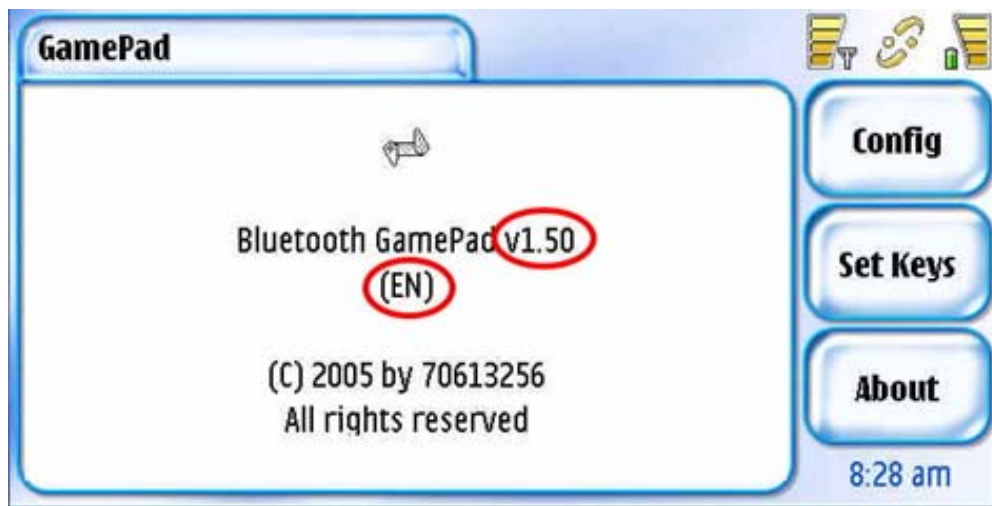 GamePad
Config
Bluetooth GamePad v1.50
(EN)
Set Keys
(C) 2005 by 70613256
All rights reserved
About
8:28 am